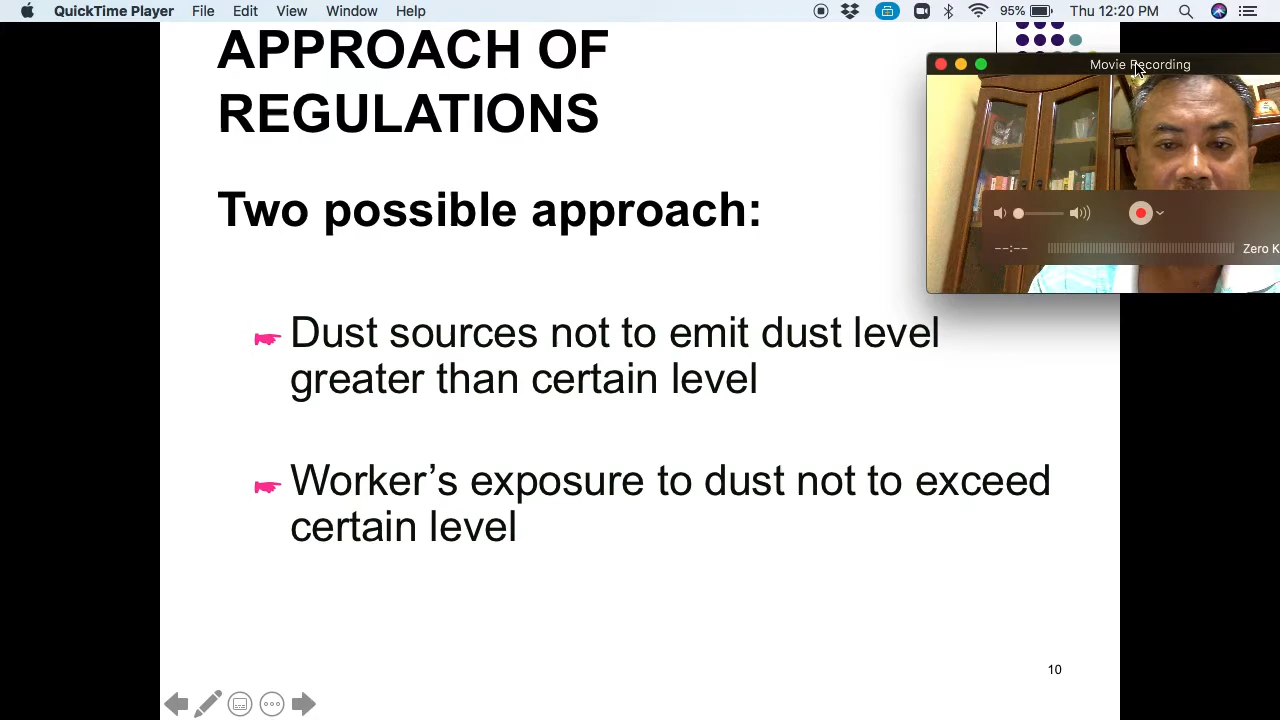 QuickTime Player File Edit View Window Help 95% Thu 12:20 PM
APPROACH OF
REGULATIONS
Movie Recording
Two possible approach:
--:--
Zero K
Dust sources not to emit dust level
greater than certain level
Worker’s exposure to dust not to exceed
certain level
10